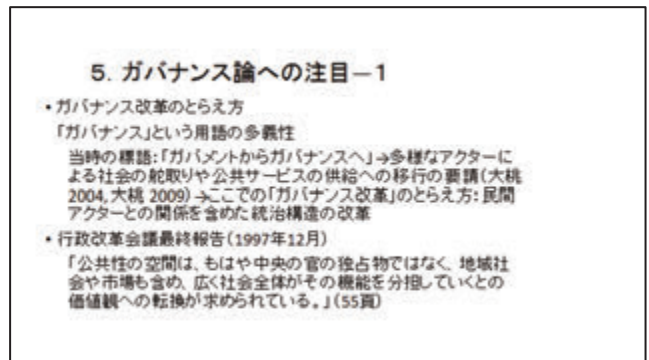 5. ガバナンス論への注目－1
・ガバナンス改革のとらえ方
「ガバナンス」という用語の多義性
当時の標語:「ガバメントからガバナンスへ」→多様なアクターに
よる社会の舵取りや公共サービスの供給への移行の要請(大桃
2004, 大桃 2009)→ここでの「ガバナンス改革」のとらえ方: 民間
アクターとの関係を含めた統治構造の改革
・行政改革会議最終報告(1997年12月)
「公共性の空間は、もはや中央の官の独占物ではなく、地域社
会や市場も含め、広く社会全体がその機能を分担していくとの
価値観への転換が求められている。」(55頁)